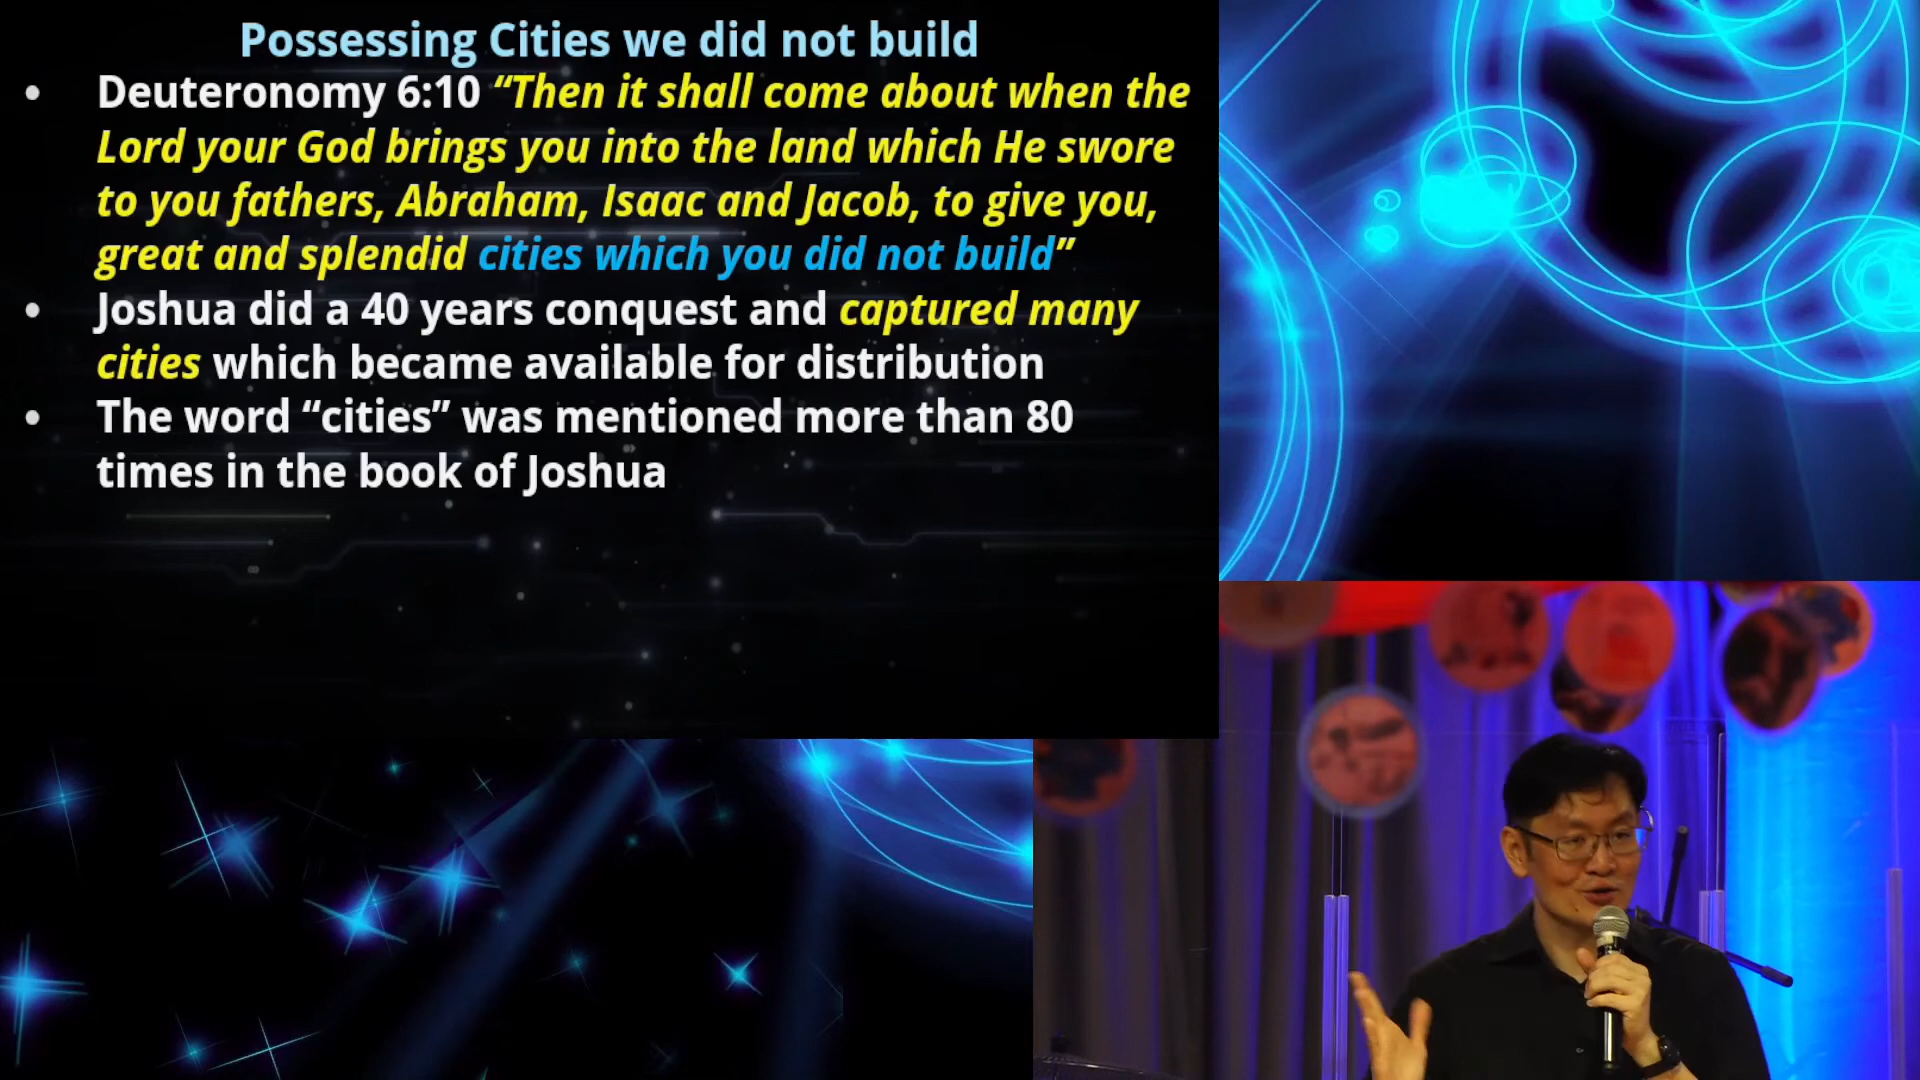 Possessing Cities we did not build
• Deuteronomy 6:10 “Then it shall come about when the
Lord your God brings you into the land which He swore
to you fathers, Abraham, Isaac and Jacob, to give you,
great and splendid cities which you did not build”
• Joshua did a 40 years conquest and captured many
cities which became available for distribution
• The word “cities” was mentioned more than 80
times in the book of Joshua